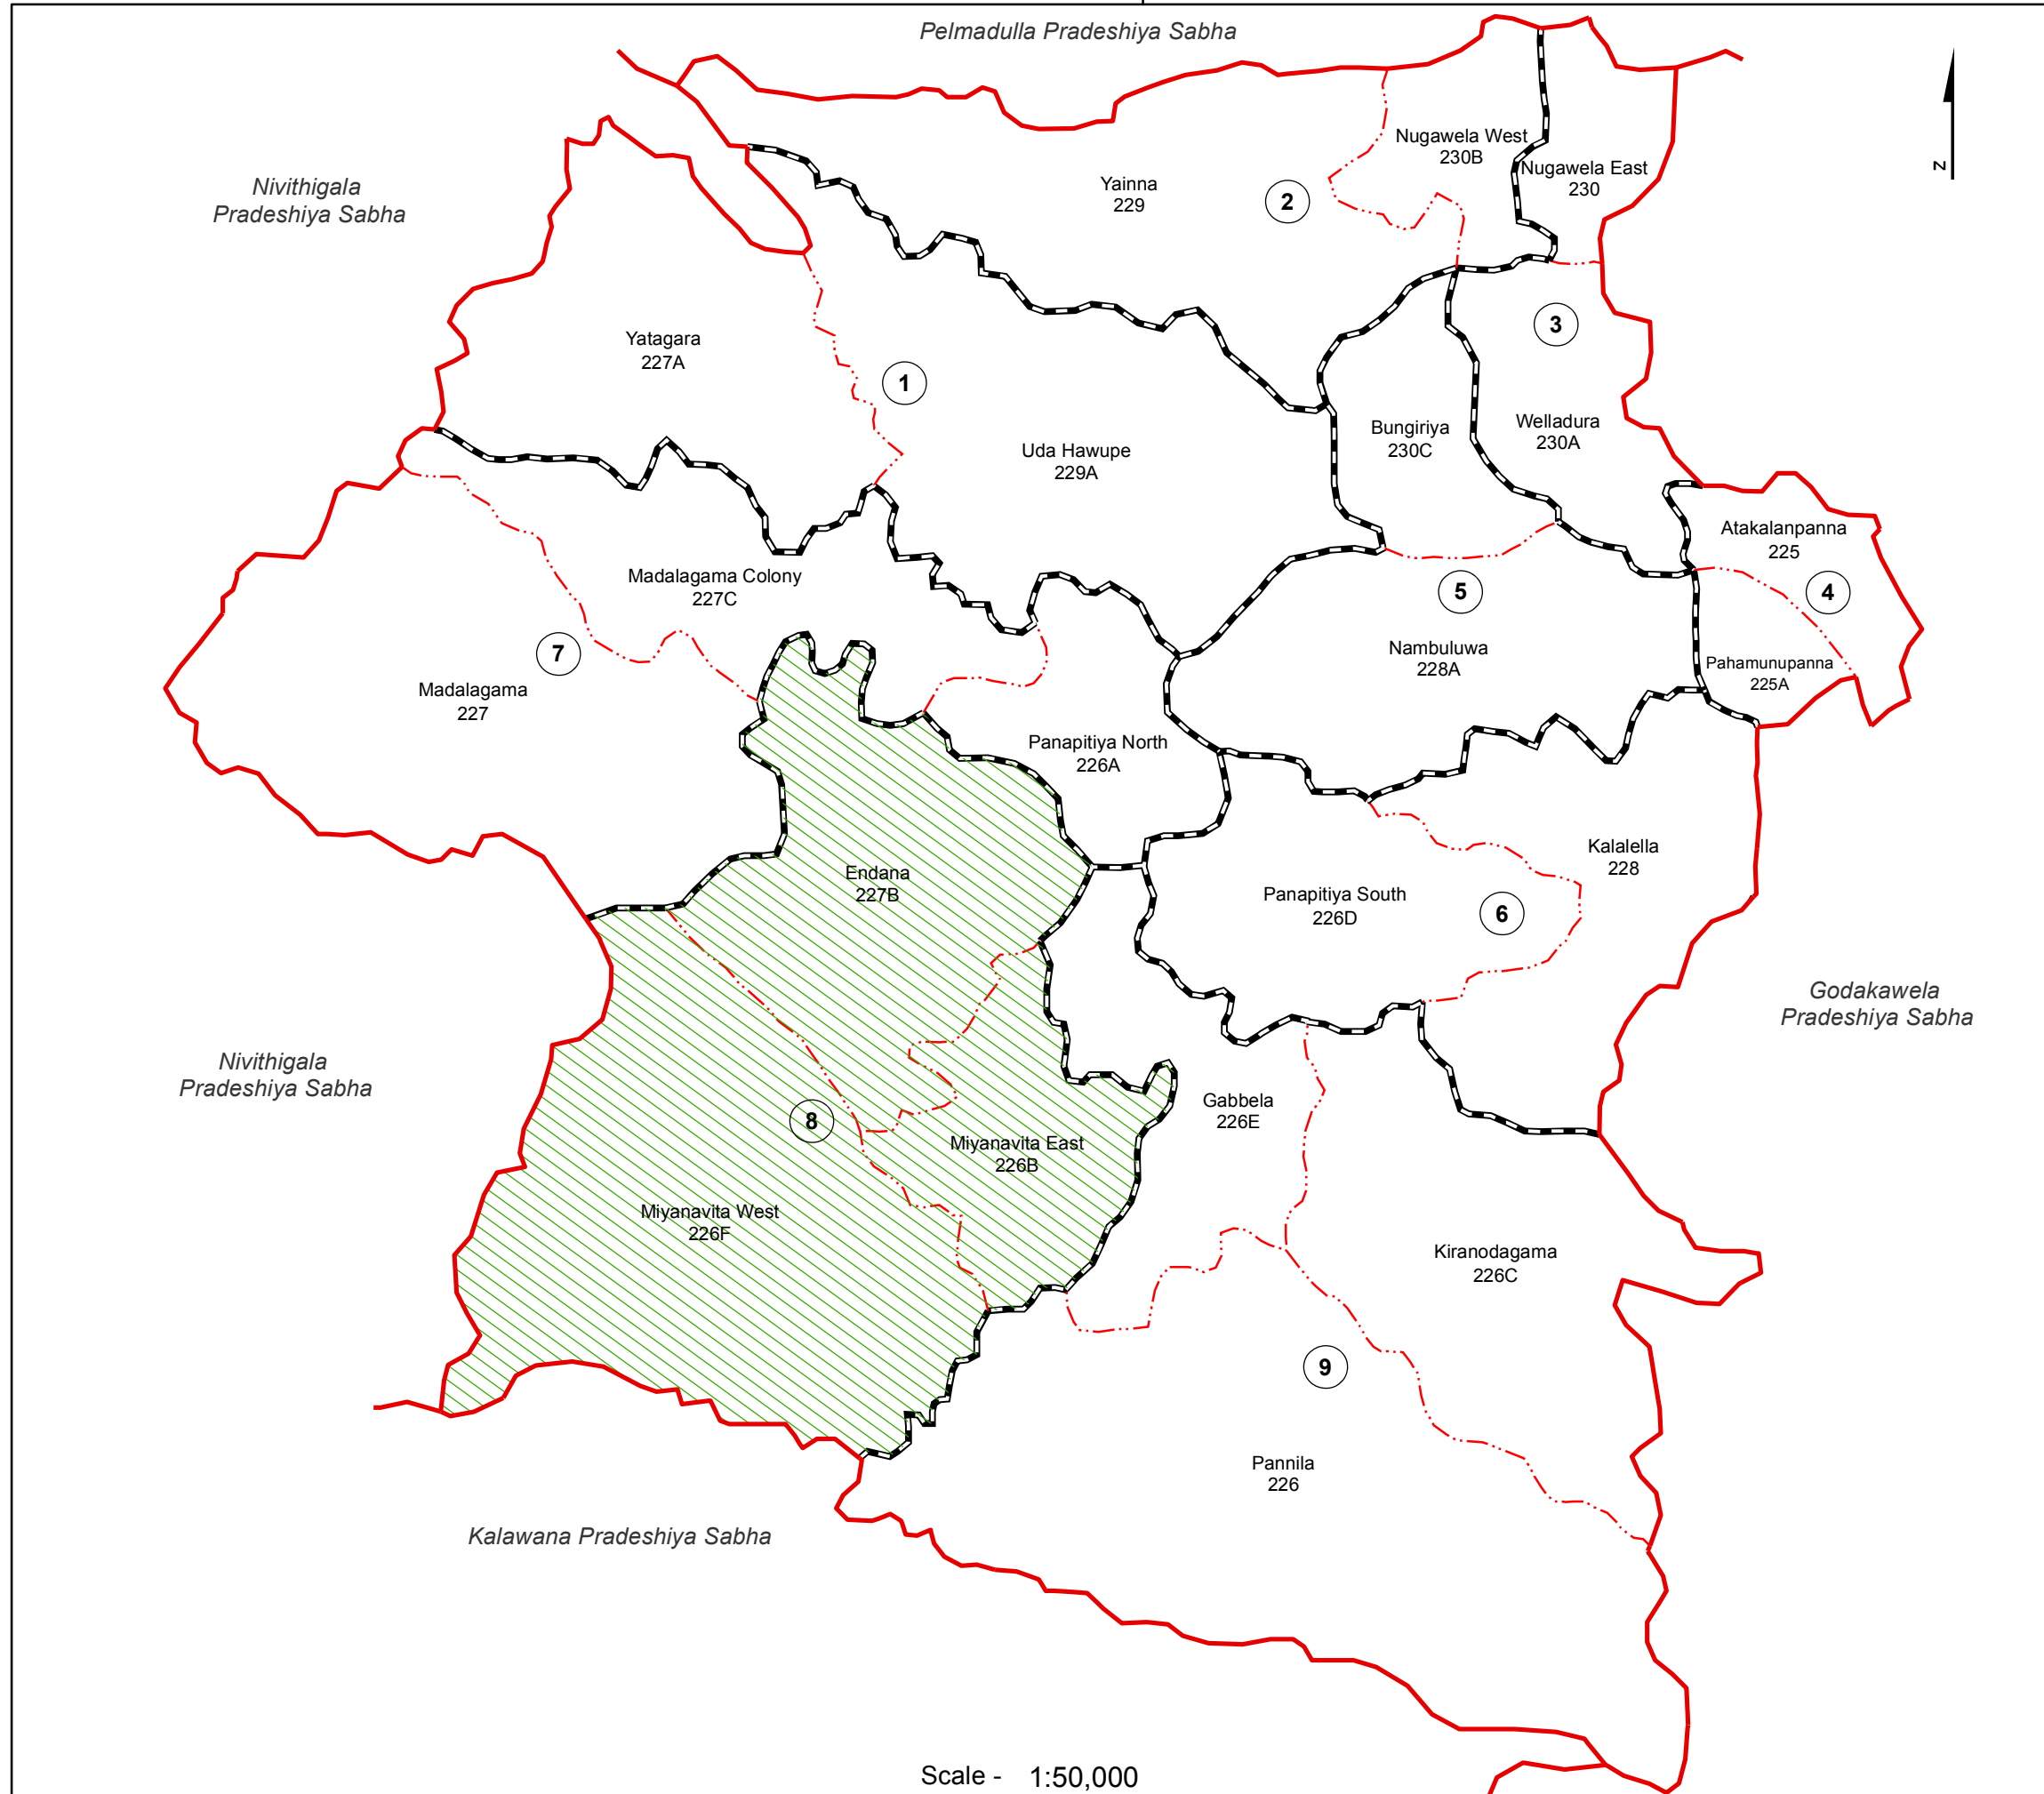 Pelmadulla Pradeshiya Sabha
Nugawela West
230B
Nugawela East
230
Z
Nivithigala
Pradeshiya Sabha
Yainna
229
2
Yatagara
227A
1
3
Uda Hawupe
229A
Bungiriya
230C
Welladura
230A
Atakalanpanna
225
Madalagama Colony
227C
5
4
7
Nambuluwa
228A
Pahamunupanna
225A
Madalagama
227
Panapitiya North
226A
Endana
227B
Kalalella
228
Panapitiya South
226D
6
Godakawela
Pradeshiya Sabha
Nivithigala
Pradeshiya Sabha
8
Gabbela
226E
Miyanavita East
226B
Miyanavita West
226F
Kiranodagama
226C
9
Pannila
226
Kalawana Pradeshiya Sabha
Scale - 1:50,000